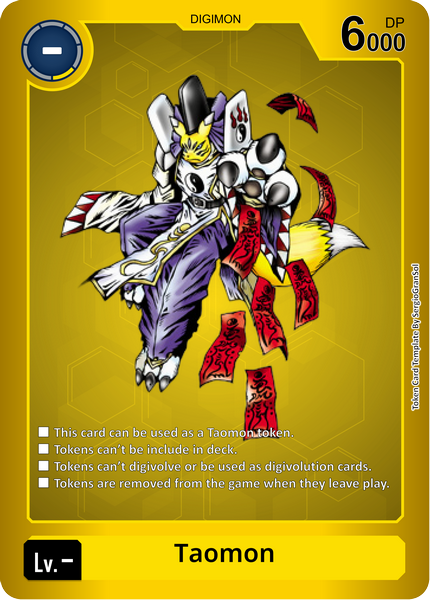 DIGIMON
-
DP
6000
Token Card Template By SergioGranSol
■ This card can be used as a Taomon token.
■ Tokens can't be include in deck.
■ Tokens can't digivolve or be used as digivolution cards.
■ Tokens are removed from the game when they leave play.
Lv.-
Taomon